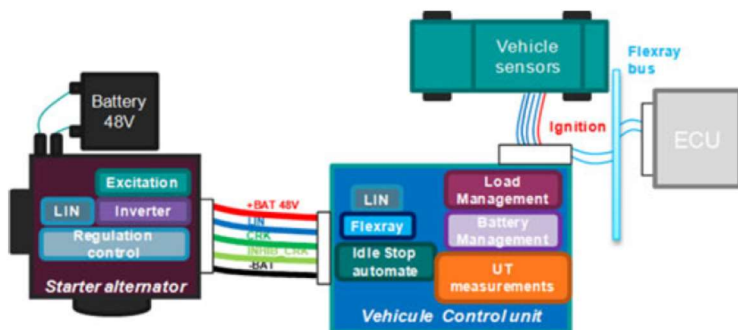 Vehicle
sensors
Flexray
bus
Battery
48V
Ignition
ECU
Excitation
LIN
Inverter
Regulation
control
Starter alternator
+BAT 48V
LIN
CRK
INHIB_CRK
-BAT
LIN
Load
Management
Flexray
Battery
Management
Idle Stop
automate
UT
measurements
Vehicule Control unit